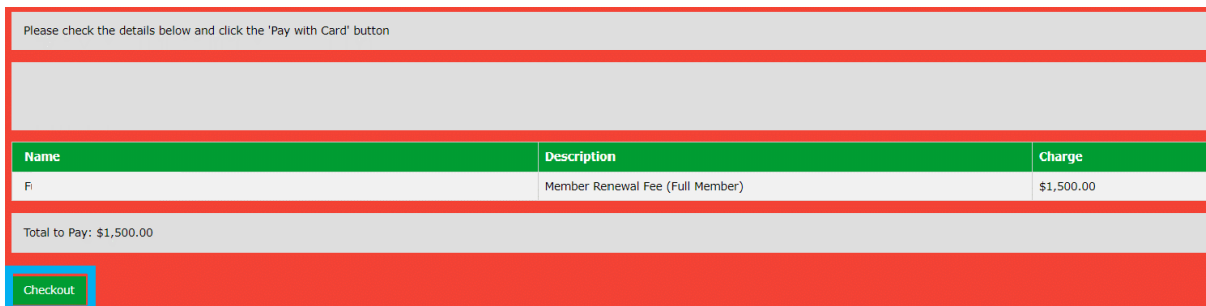 Please check the details below and click the 'Pay with Card' button
Name Description Charge
Member Renewal Fee (Full Member) $1,500.00
Total to Pay: $1,500.00
Checkout